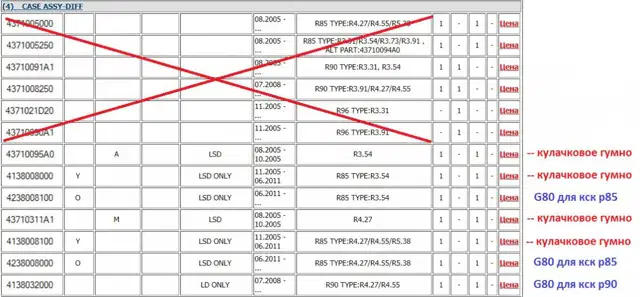 (4) CASE ASSY-DIFF
4371005000 08.2005 - ... R85 TYPE:R4.27/R4.55/R5.38 1 - 1 - Цена
4371005250 08.2005 - ... R85 TYPE:R3.31/R3.54/R3.73/R3.91 , ALT PART:43710094A0 1 - 1 - Цена
43710091A1 08.2005 - ... R90 TYPE:R3.31, R3.54 1 - 1 1 - Цена
4371008250 07.2008 - ... R90 TYPE:R3.91/R4.27/R4.55 1 1 1 - Цена
4371021D20 11.2005 - ... R96 TYPE:R3.31 - 1 - - Цена
43710090A1 11.2005 - ... R96 TYPE:R3.91 - 1 - - Цена
43710095A0 A LSD 08.2005 - 10.2005 R3.54 1 - 1 - Цена -- кулачковое гумно
4138008000 Y LSD ONLY 11.2005 - 06.2011 R85 TYPE:R3.54 1 - 1 - Цена -- кулачковое гумно
4238008100 O LSD ONLY 06.2011 - ... R85 TYPE:R3.54 1 - 1 - Цена G80 для кск р85
43710311A1 M LSD 08.2005 - 10.2005 R4.27 1 - 1 - Цена -- кулачковое гумно
4138008100 Y LSD ONLY 11.2005 - 06.2011 R85 TYPE:R4.27/R4.55/R5.38 1 - 1 - Цена -- кулачковое гумно
4238008000 O LSD ONLY 06.2011 - ... R85 TYPE:R4.27/R4.55/R5.38 1 - 1 - Цена G80 для кск р85
4138032000 LD ONLY 07.2008 - ... R90 TYPE:R4.27/R4.55 1 1 1 - Цена G80 для кск р90